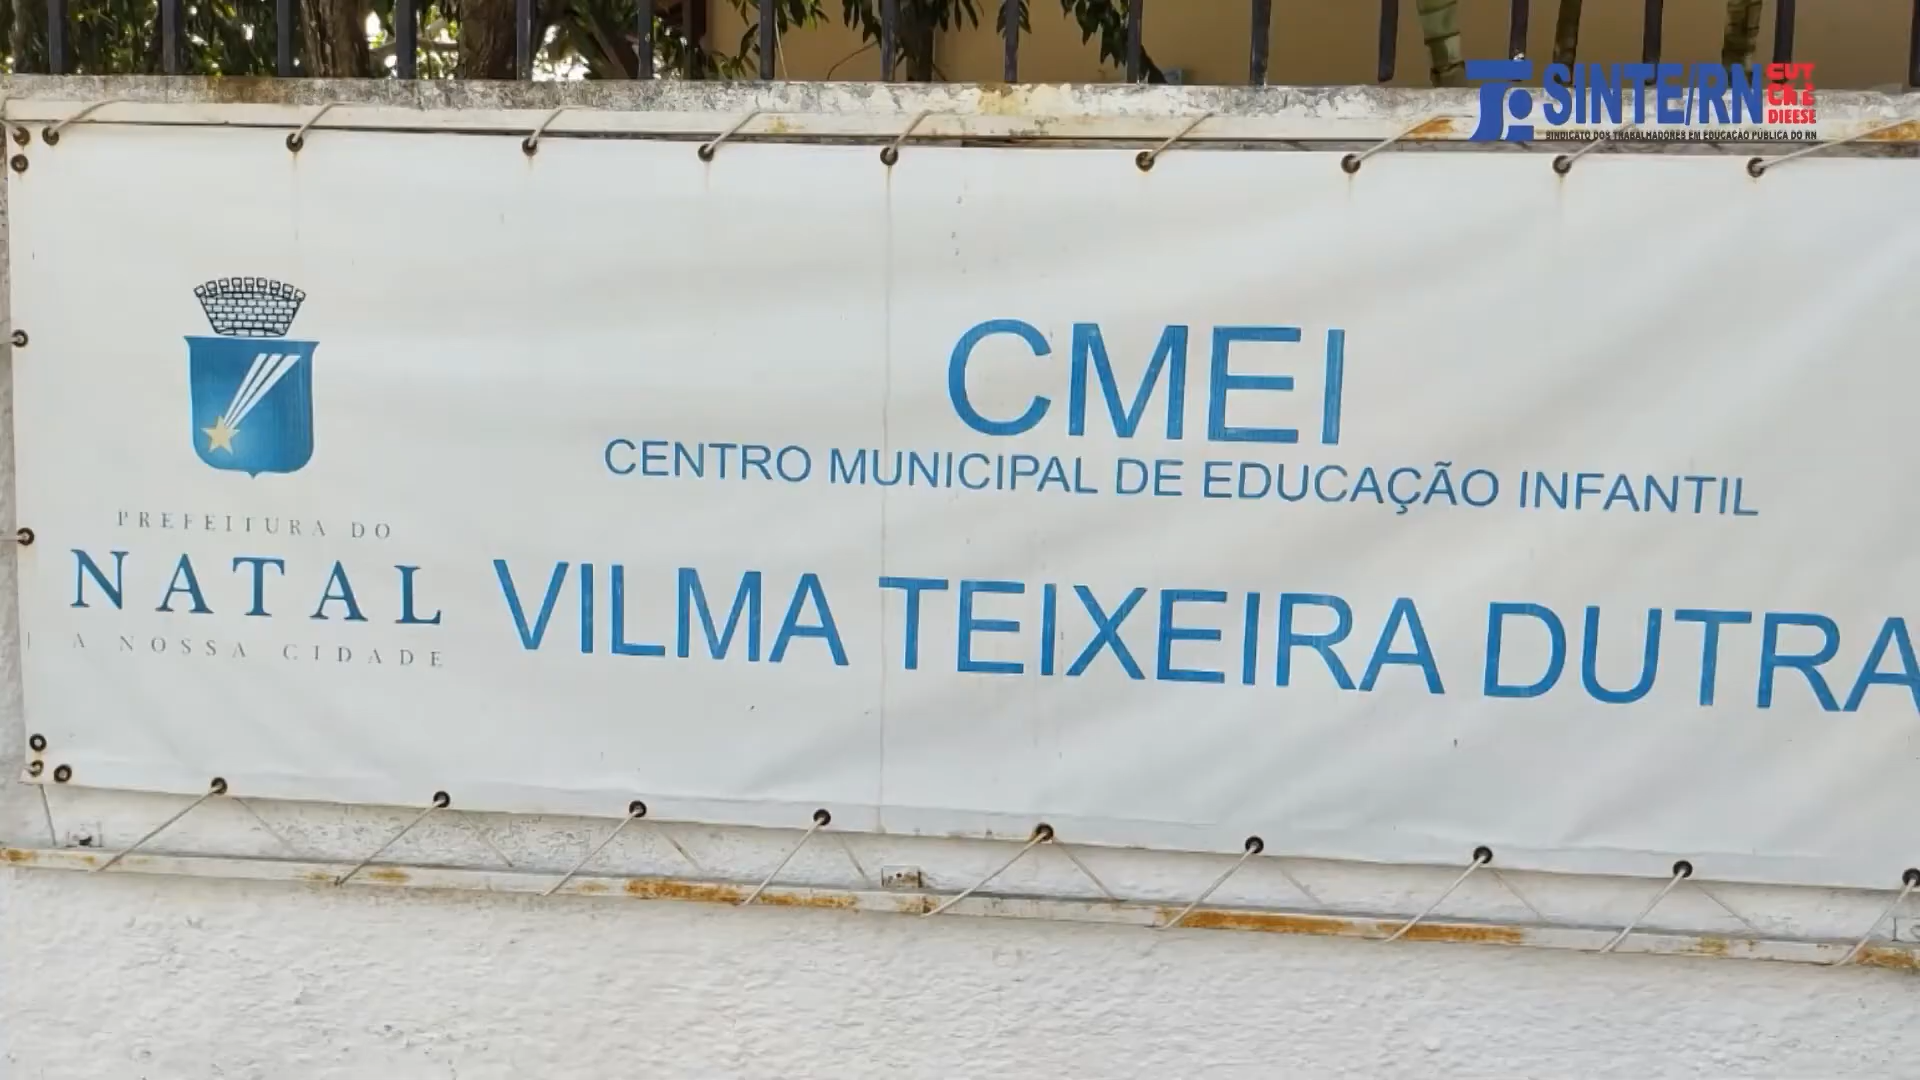 SINTE/RN
CUT
CNTE
DIEESE
SINDICATO DOS TRABALHADORES EM EDUCAÇÃO PÚBLICA DO RN
CMEI
CENTRO MUNICIPAL DE EDUCAÇÃO INFANTIL
VILMA TEIXEIRA DUTRA
PREFEITURA DO
NATAL
A NOSSA CIDADE